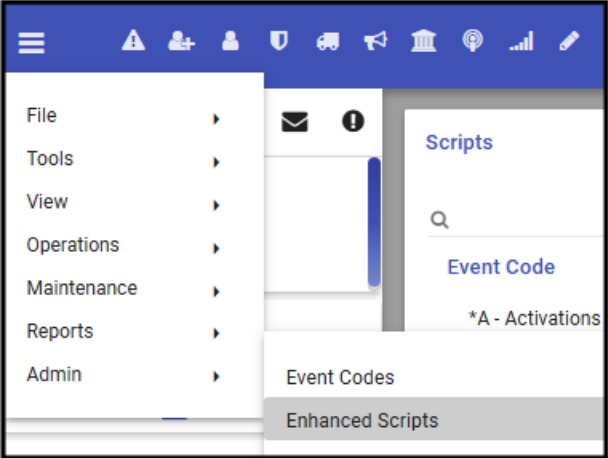 File
Tools
View
Operations
Maintenance
Reports
Admin
Scripts
Event Code
*A - Activations
Event Codes
Enhanced Scripts